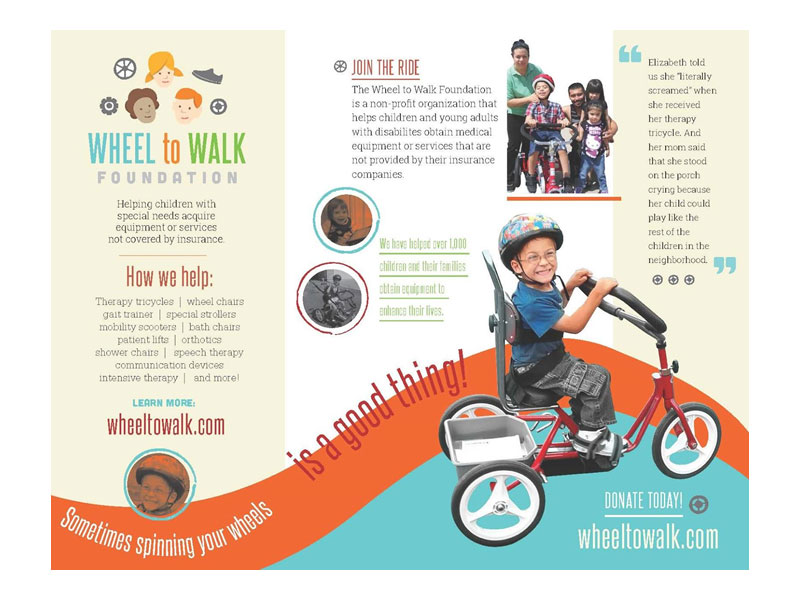 WHEEL to WALK
FOUNDATION
Helping children with
special needs acquire
equipment or services
not covered by insurance.
How we help:
Therapy tricycles | wheel chairs
gait trainer | special strollers
mobility scooters | bath chairs
patient lifts | orthotics
shower chairs | speech therapy
communication devices
intensive therapy | and more!
LEARN MORE:
wheeltowalk.com
Sometimes spinning your wheels
is a good thing!
JOIN THE RIDE
The Wheel to Walk Foundation
is a non-profit organization that
helps children and young adults
with disabilites obtain medical
equipment or services that are
not provided by their insurance
companies.
We have helped over 1,000
children and their families
obtain equipment to
enhance their lives.
“
Elizabeth told
us she "literally
screamed" when
she received
her therapy
tricycle. And
her mom said
that she stood
on the porch
crying because
her child could
play like the
rest of the
children in the
neighborhood.
”
DONATE TODAY!
wheeltowalk.com